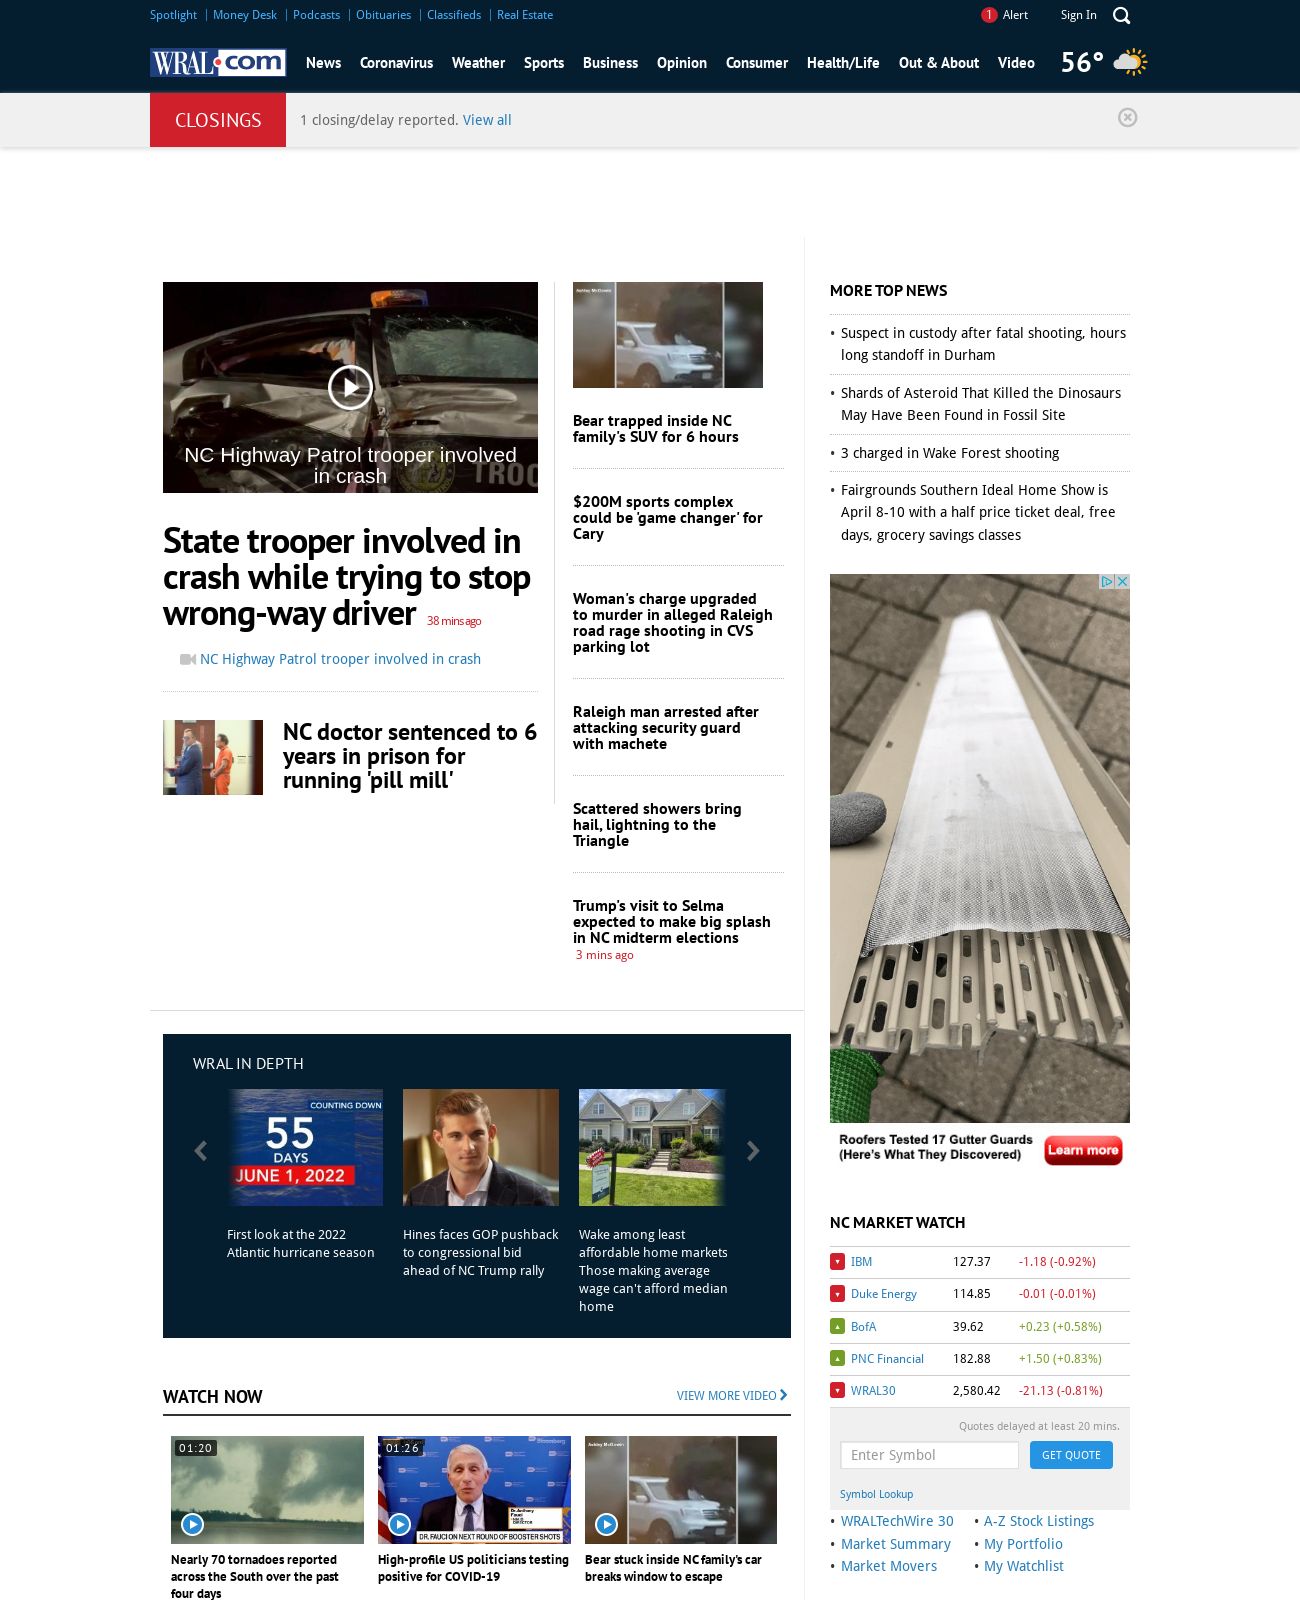 Spotlight | Money Desk | Podcasts | Obituaries | Classifieds | Real Estate
1 Alert
Sign In
WRAL.com
News Coronavirus Weather Sports Business Opinion Consumer Health/Life Out & About Video
56°
CLOSINGS
1 closing/delay reported. View all
NC Highway Patrol trooper involved
in crash
TROO
State trooper involved in
crash while trying to stop
wrong-way driver 38 mins ago
NC Highway Patrol trooper involved in crash
NC doctor sentenced to 6
years in prison for
running 'pill mill'
Ashley McGowin
Bear trapped inside NC
family's SUV for 6 hours
$200M sports complex
could be 'game changer' for
Cary
Woman's charge upgraded
to murder in alleged Raleigh
road rage shooting in CVS
parking lot
Raleigh man arrested after
attacking security guard
with machete
Scattered showers bring
hail, lightning to the
Triangle
Trump's visit to Selma
expected to make big splash
in NC midterm elections
3 mins ago
MORE TOP NEWS
• Suspect in custody after fatal shooting, hours
long standoff in Durham
• Shards of Asteroid That Killed the Dinosaurs
May Have Been Found in Fossil Site
• 3 charged in Wake Forest shooting
• Fairgrounds Southern Ideal Home Show is
April 8-10 with a half price ticket deal, free
days, grocery savings classes
Roofers Tested 17 Gutter Guards
(Here's What They Discovered)
Learn more
WRAL IN DEPTH
COUNTING DOWN
55
DAYS
JUNE 1, 2022
First look at the 2022
Atlantic hurricane season
Hines faces GOP pushback
to congressional bid
ahead of NC Trump rally
Wake among least
affordable home markets
Those making average
wage can't afford median
home
NC MARKET WATCH
IBM 127.37 -1.18 (-0.92%)
Duke Energy 114.85 -0.01 (-0.01%)
BofA 39.62 +0.23 (+0.58%)
PNC Financial 182.88 +1.50 (+0.83%)
WRAL30 2,580.42 -21.13 (-0.81%)
Quotes delayed at least 20 mins.
Enter Symbol
GET QUOTE
Symbol Lookup
• WRALTechWire 30
• Market Summary
• Market Movers
• A-Z Stock Listings
• My Portfolio
• My Watchlist
WATCH NOW
VIEW MORE VIDEO
01:20
Nearly 70 tornadoes reported
across the South over the past
four days
01:26
Bloomberg
Dr. Anthony
Fauci
DIRECTOR
DR. FAUCI ON NEXT ROUND OF BOOSTER SHOTS
High-profile US politicians testing
positive for COVID-19
Ashley McGowin
Bear stuck inside NC family's car
breaks window to escape